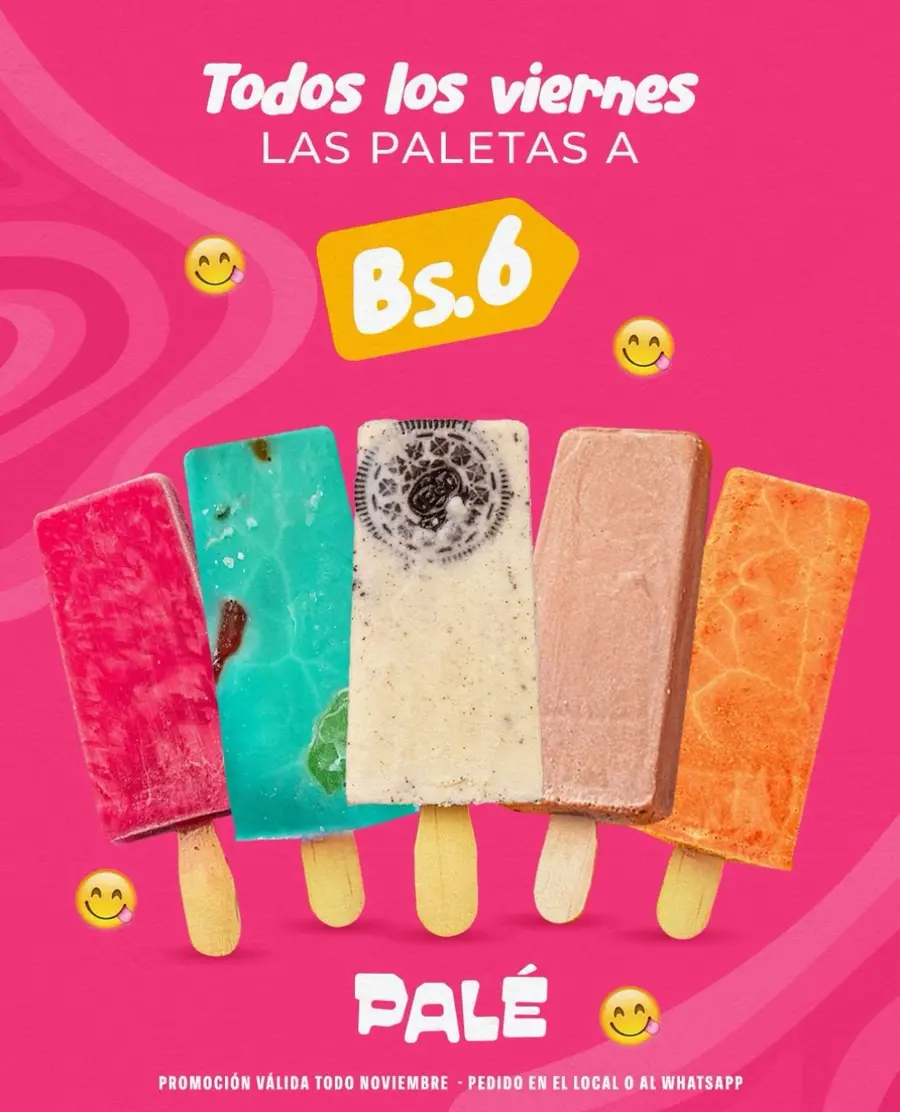 Todos los viernes
LAS PALETAS A
Bs.6
PALÉ
PROMOCIÓN VÁLIDA TODO NOVIEMBRE - PEDIDO EN EL LOCAL O AL WHATSAPP